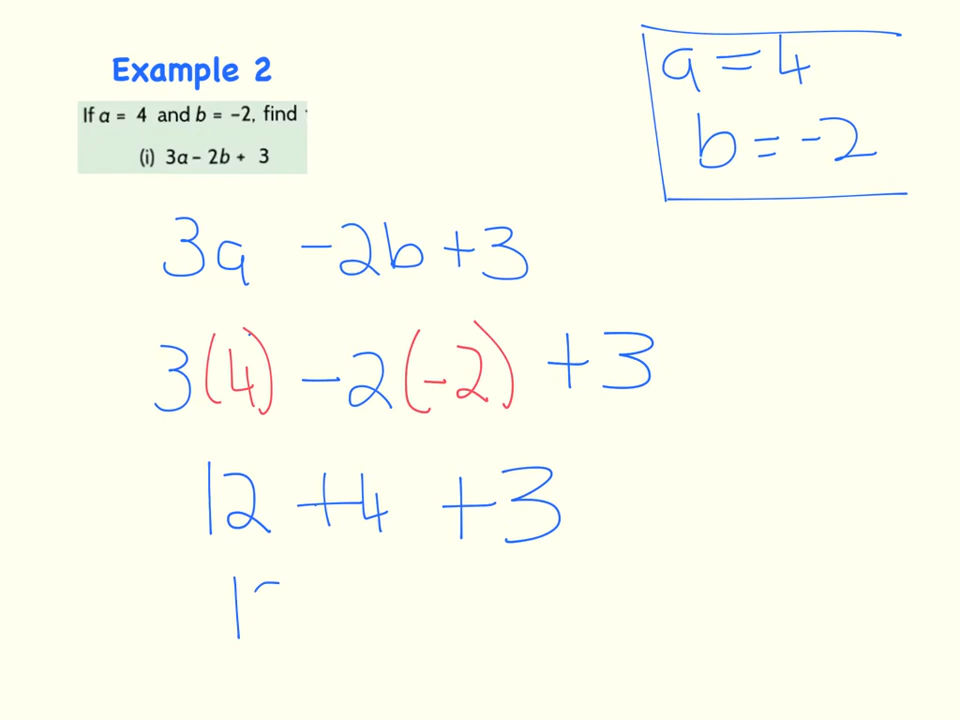 Example 2
If a = 4 and b = -2, find
(i) 3a - 2b + 3
a = 4
b = -2
3a - 2b + 3
3(4) - 2(-2) + 3
12 + 4 + 3
1